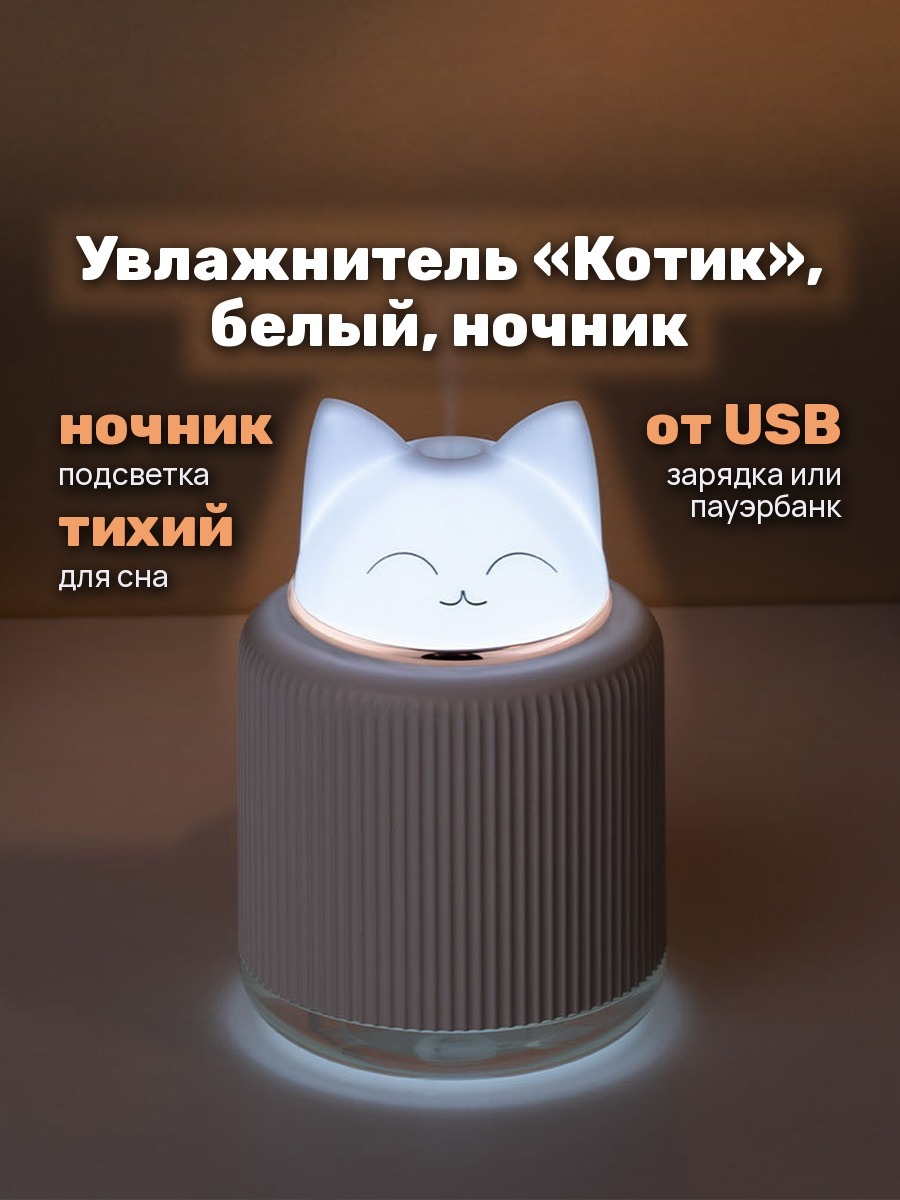 Увлажнитель «Котик»,
белый, ночник
ночник
подсветка
тихий
для сна
от USB
зарядка или
пауэрбанк